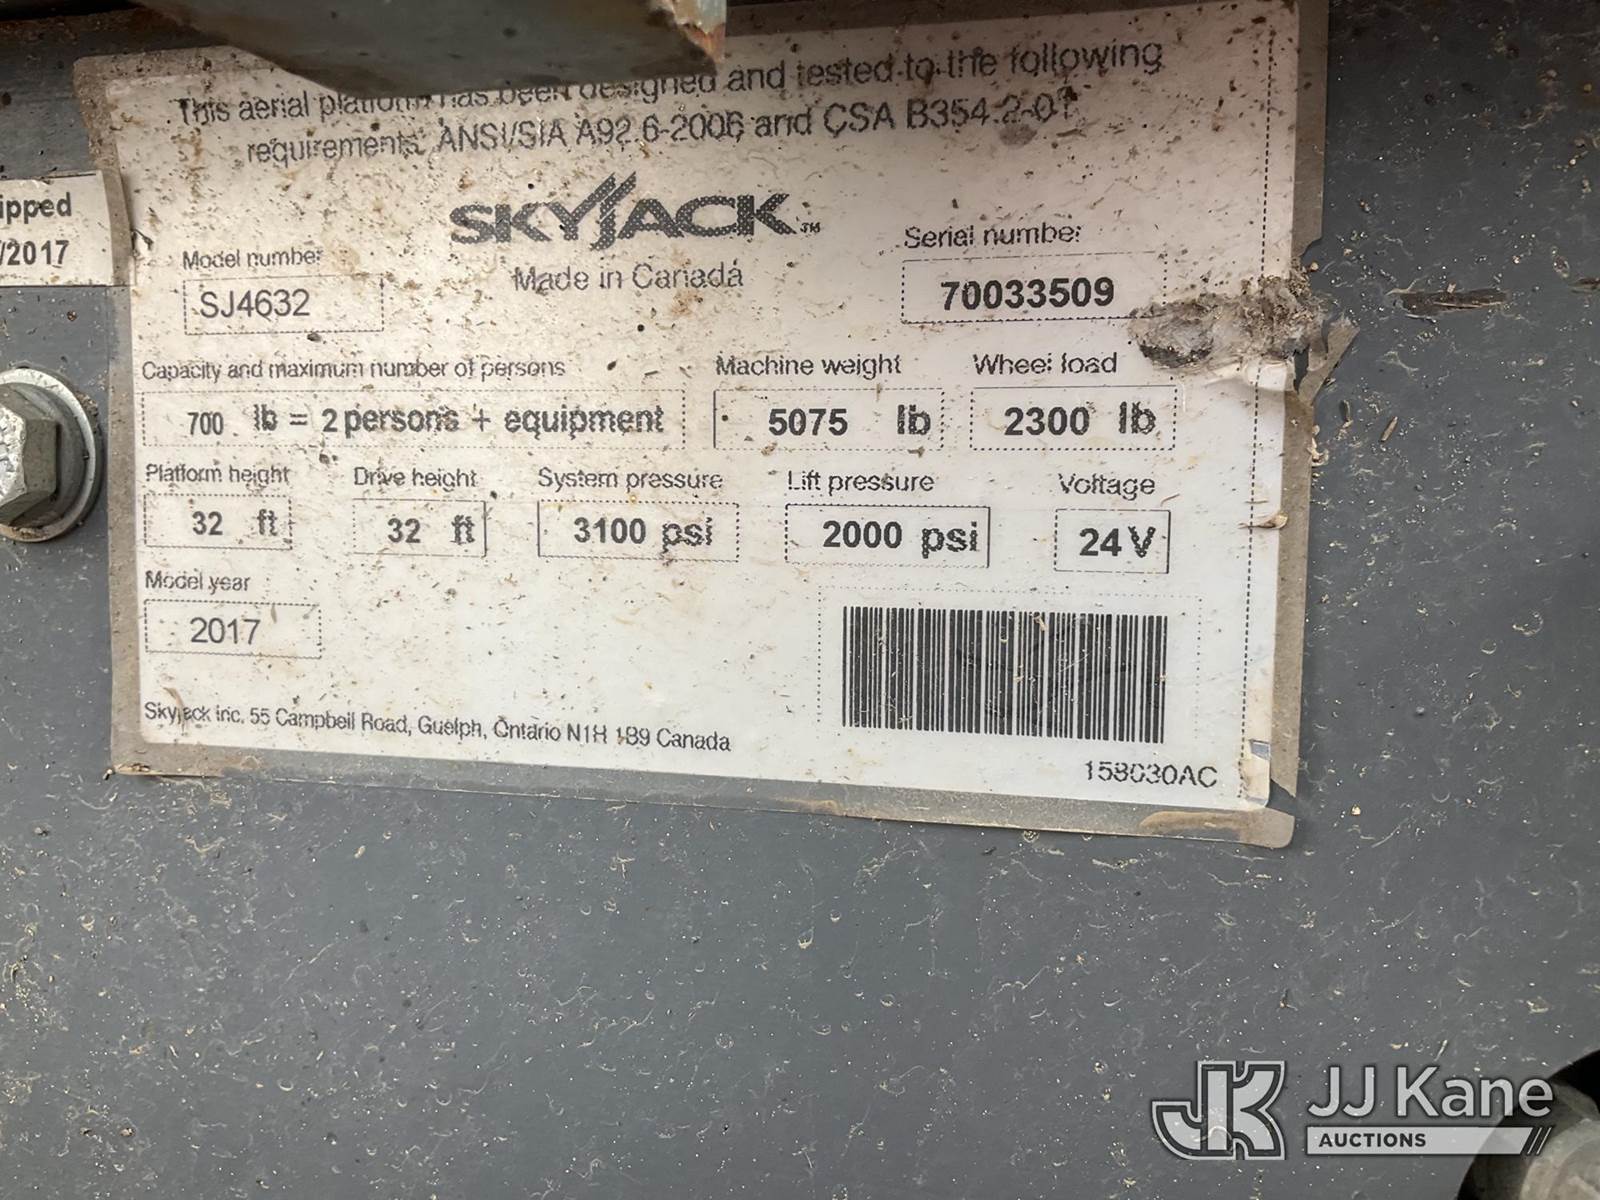 This aerial platform has been designed and tested to the following
requirements: ANSI/SIA A92.6-2006 and CSA B354.2-01
ipped
/2017
SKYJACK™
Made in Canada
Model number
SJ4632
Serial number
70033509
Capacity and maximum number of persons
700 lb = 2 persons + equipment
Machine weight
5075 lb
Wheel load
2300 lb
Platform height
32 ft
Drive height
32 ft
System pressure
3100 psi
Lift pressure
2000 psi
Voltage
24 V
Model year
2017
Skyjack inc. 55 Campbell Road, Guelph, Ontario N1H 1B9 Canada
158030AC
JK
JJ Kane
AUCTIONS